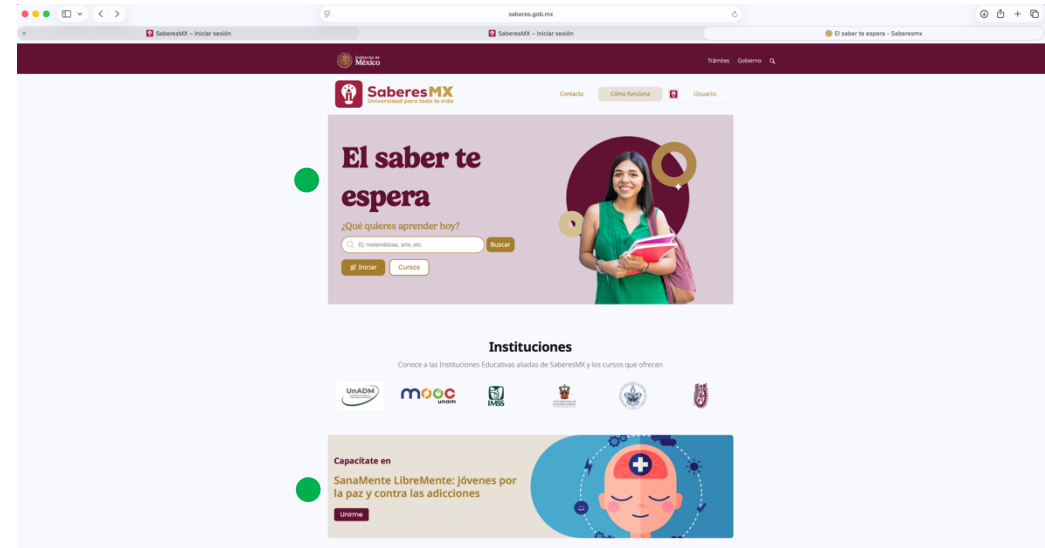 saberes.gob.mx
SaberesMX – Iniciar sesión
SaberesMX – Iniciar sesión
El saber te espera - Saberesmx
Gobierno de
México
Trámites Gobierno
SaberesMX
Universidad para toda la vida
Contacto
Cómo funciona
Usuario
El saber te
espera
¿Qué quieres aprender hoy?
Ej: matemáticas, arte, etc.
Buscar
Iniciar
Cursos
Instituciones
Conoce a las Instituciones Educativas aliadas de SaberesMX y los cursos que ofrecen
UnADM
mooc
unam
IMSS
Capacítate en
SanaMente LibreMente: jóvenes por
la paz y contra las adicciones
Unirme